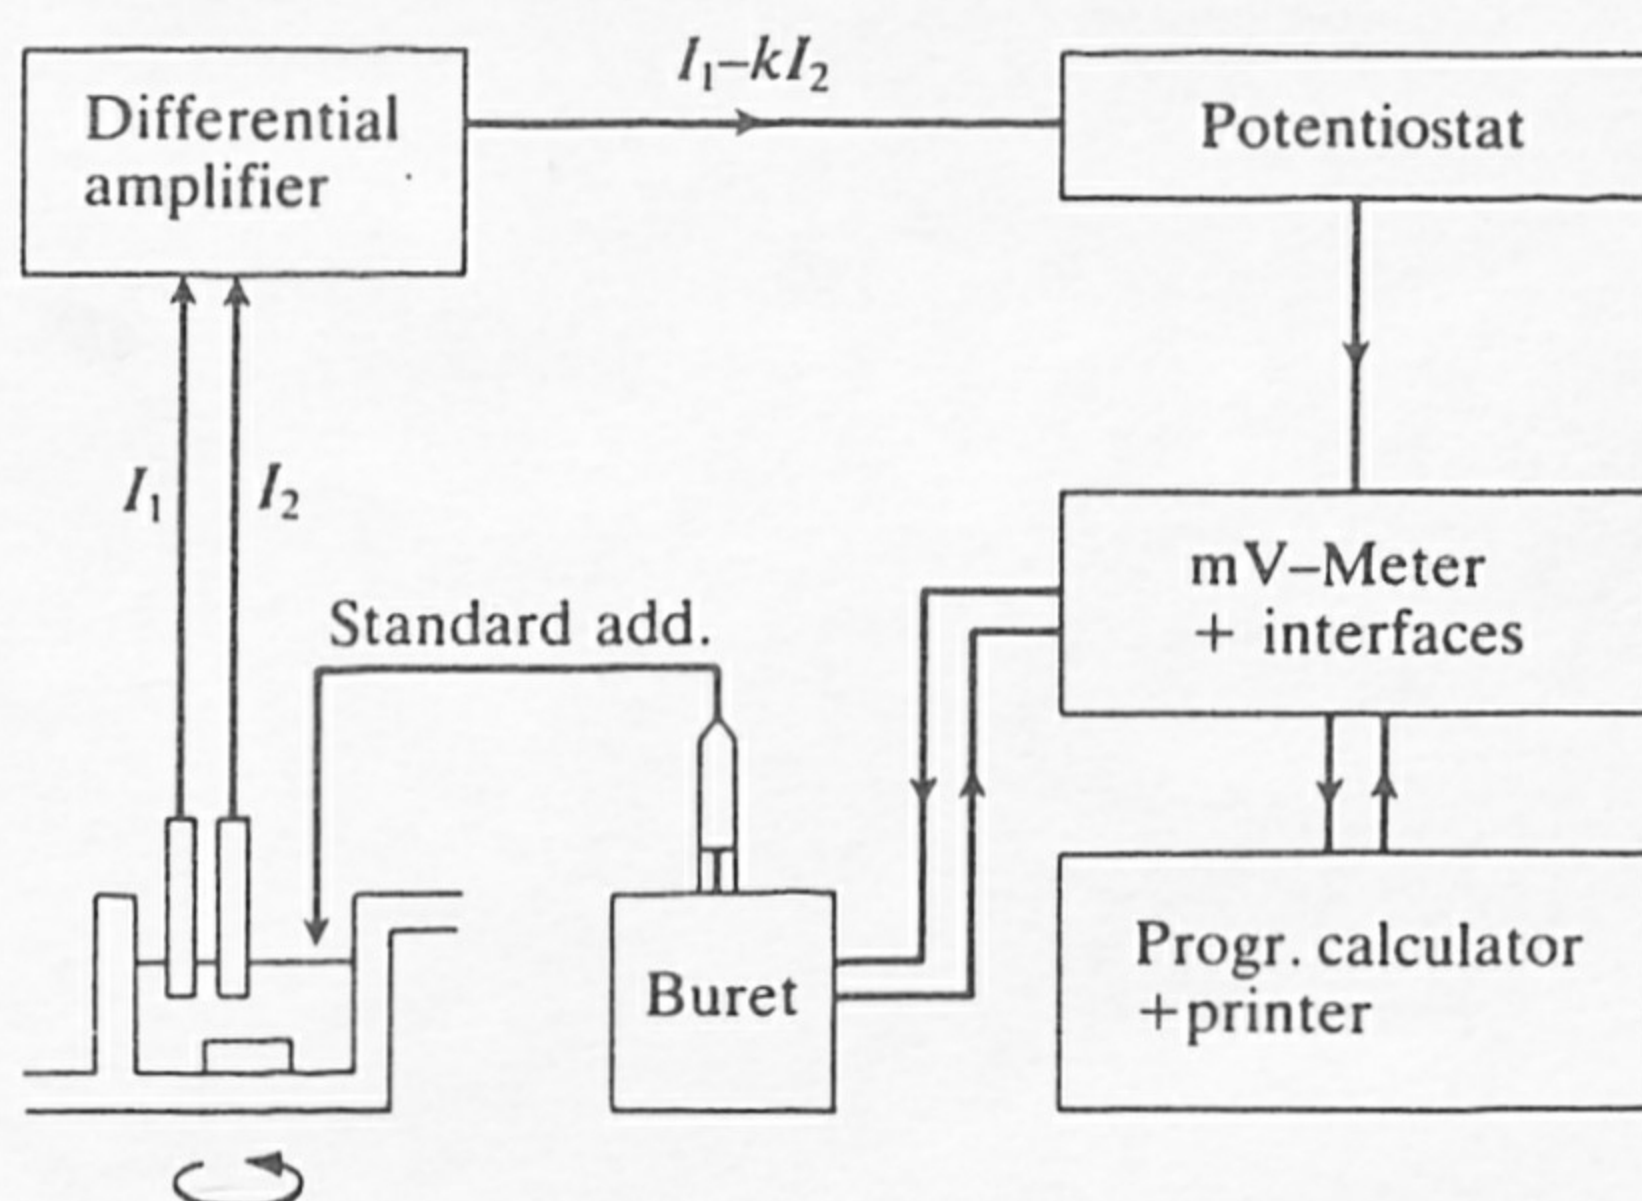 I₁–kI₂
Differential
amplifier
Potentiostat
I₁
I₂
mV–Meter
+ interfaces
Standard add.
Buret
Progr. calculator
+printer